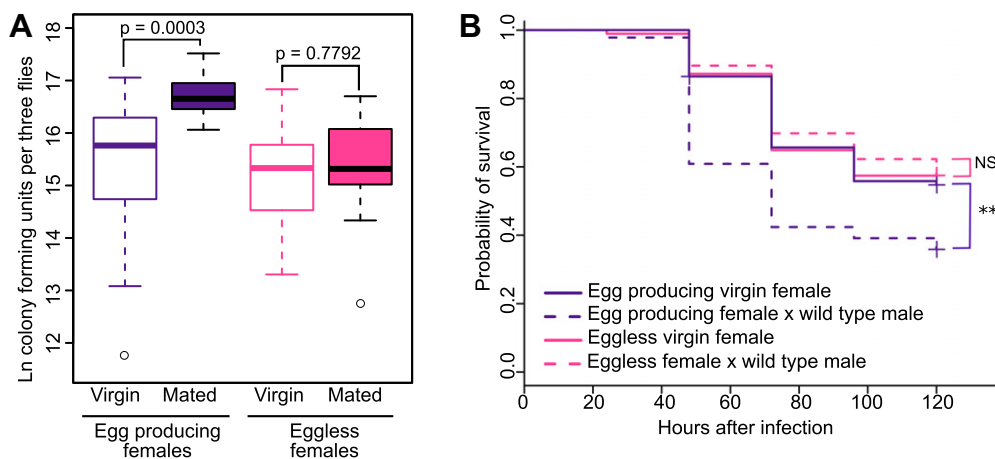 A
Ln colony forming units per three flies
18
17
16
15
14
13
12
p = 0.0003
p = 0.7792
Virgin Mated Virgin Mated
Egg producing
females
Eggless
females
B
Probability of survival
1.0
0.8
0.6
0.4
0.2
0.0
NS
**
Egg producing virgin female
Egg producing female x wild type male
Eggless virgin female
Eggless female x wild type male
0 20 40 60 80 100 120
Hours after infection